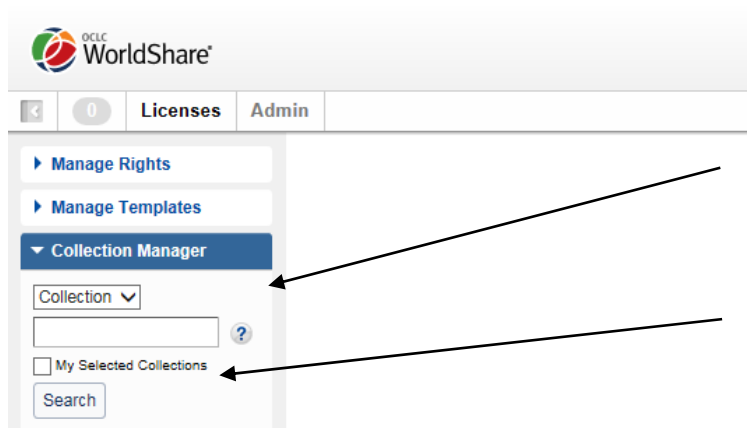 OCLC
WorldShare®
0 Licenses Admin
Manage Rights
Manage Templates
Collection Manager
Collection
?
My Selected Collections
Search